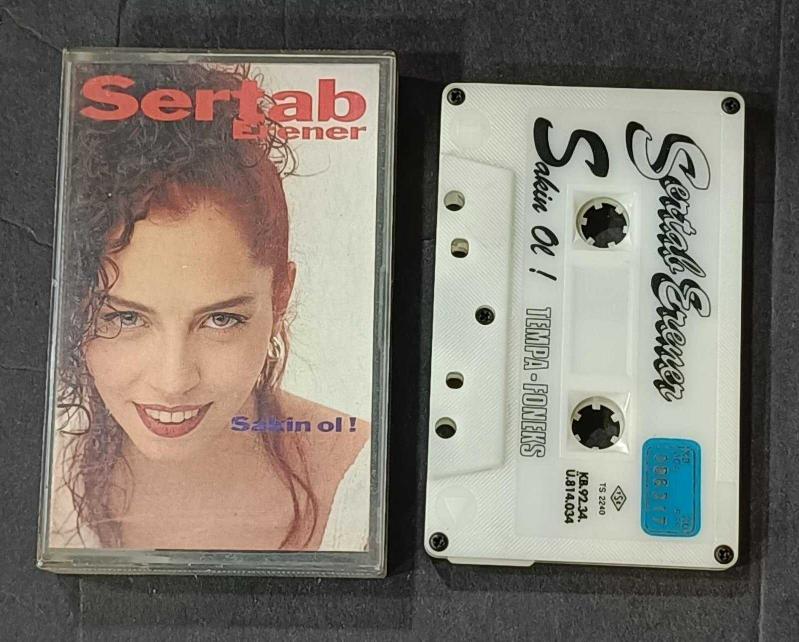 Sertab
Erener
Sakin ol !
Sertab Erener
Sakin Ol !
TEMPA - FONEKS
TS 2240
KB.92.34.
Ü.814.034